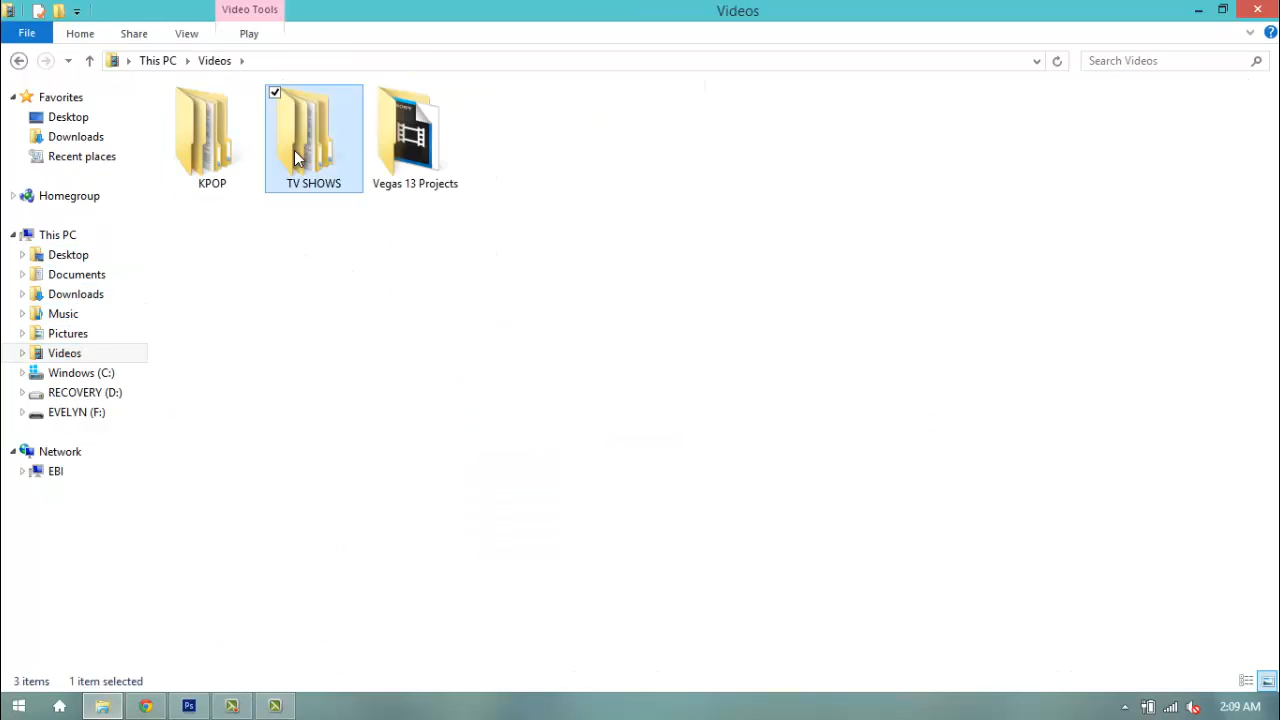 Video Tools
Videos
File
Home
Share
View
Play
This PC
Videos
Search Videos
Favorites
Desktop
Downloads
Recent places
Homegroup
This PC
Desktop
Documents
Downloads
Music
Pictures
Videos
Windows (C:)
RECOVERY (D:)
EVELYN (F:)
Network
EBI
KPOP
TV SHOWS
Vegas 13 Projects
3 items
1 item selected
Ps
2:09 AM